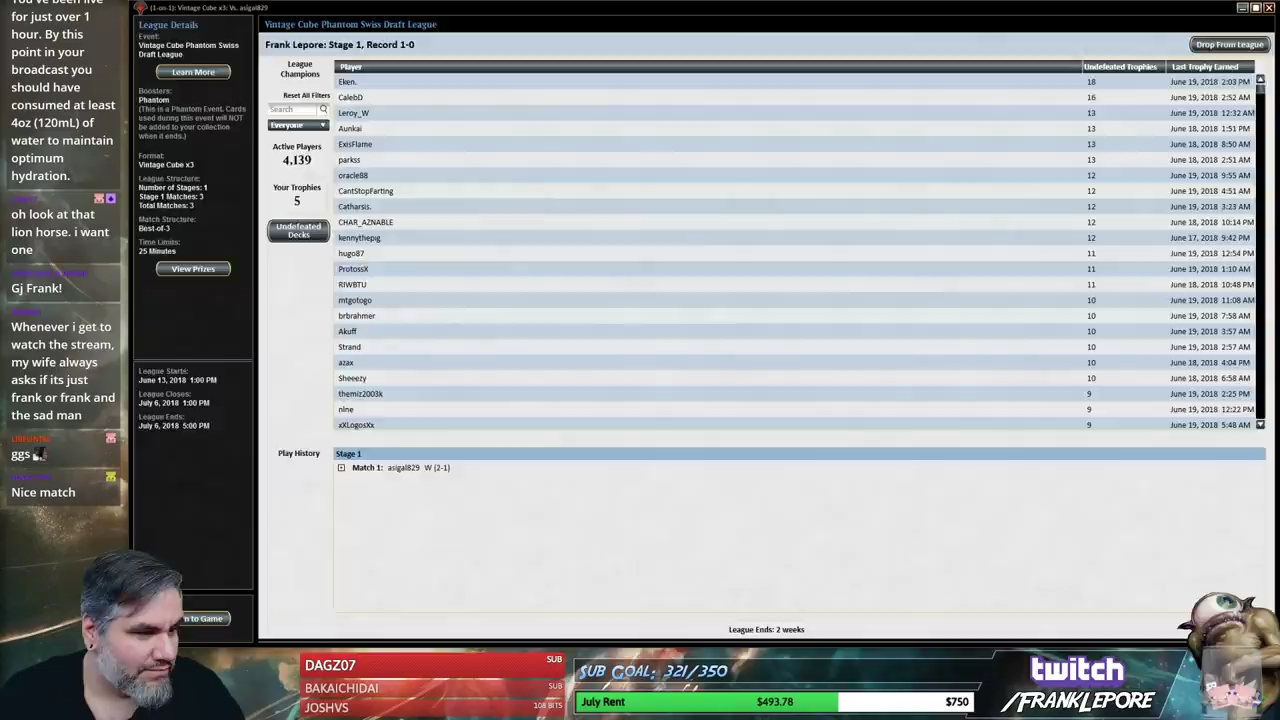 (1-on-1): Vintage Cube x3: Vs. asigal829
You've been live
for just over 1
hour. By this
point in your
broadcast you
should have
consumed at least
4oz (120mL) of
water to maintain
optimum
hydration.
oh look at that
lion horse. i want
one
Gj Frank!
Whenever i get to
watch the stream,
my wife always
asks if its just
frank or frank and
the sad man
ggs
Nice match
League Details
Event:
Vintage Cube Phantom Swiss
Draft League
Learn More
Boosters:
Phantom
(This is a Phantom Event. Cards
used during this event will NOT
be added to your collection
when it ends.)
Format:
Vintage Cube x3
League Structure:
Number of Stages: 1
Stage 1 Matches: 3
Total Matches: 3
Match Structure:
Best-of-3
Time Limits:
25 Minutes
View Prizes
League Starts:
June 13, 2018 1:00 PM
League Closes:
July 6, 2018 1:00 PM
League Ends:
July 6, 2018 5:00 PM
to Game
Vintage Cube Phantom Swiss Draft League
Frank Lepore: Stage 1, Record 1-0
Drop From League
League
Champions
Reset All Filters
Search
Everyone
Active Players
4,139
Your Trophies
5
Undefeated
Decks
Player Undefeated Trophies Last Trophy Earned
Eken. 18 June 19, 2018 2:03 PM
CalebD 16 June 19, 2018 2:52 AM
Leroy_W 13 June 19, 2018 12:32 AM
Aunkai 13 June 18, 2018 1:51 PM
ExisFlame 13 June 18, 2018 8:50 AM
parkss 13 June 18, 2018 2:51 AM
oracle88 12 June 19, 2018 9:55 AM
CantStopFarting 12 June 19, 2018 4:51 AM
Catharsis. 12 June 19, 2018 3:23 AM
CHAR_AZNABLE 12 June 18, 2018 10:14 PM
kennythepig 12 June 17, 2018 9:42 PM
hugo87 11 June 19, 2018 12:54 PM
ProtossX 11 June 19, 2018 1:10 AM
RIWBTU 11 June 18, 2018 10:48 PM
mtgotogo 10 June 19, 2018 11:08 AM
brbrahmer 10 June 19, 2018 7:58 AM
Akuff 10 June 19, 2018 3:57 AM
Strand 10 June 19, 2018 2:57 AM
azax 10 June 18, 2018 4:04 PM
Sheeezy 10 June 18, 2018 6:58 AM
themiz2003k 9 June 19, 2018 2:25 PM
nine 9 June 19, 2018 12:22 PM
xXLogosXx 9 June 19, 2018 5:48 AM
Play History
Stage 1
Match 1: asigal829 W (2-1)
League Ends: 2 weeks
DAGZ07 SUB
BAKAICHIDAI SUB
JOSHVS 108 BITS
SUB GOAL: 321/350
July Rent $493.78 $750
twitch
/FRANKLEPORE